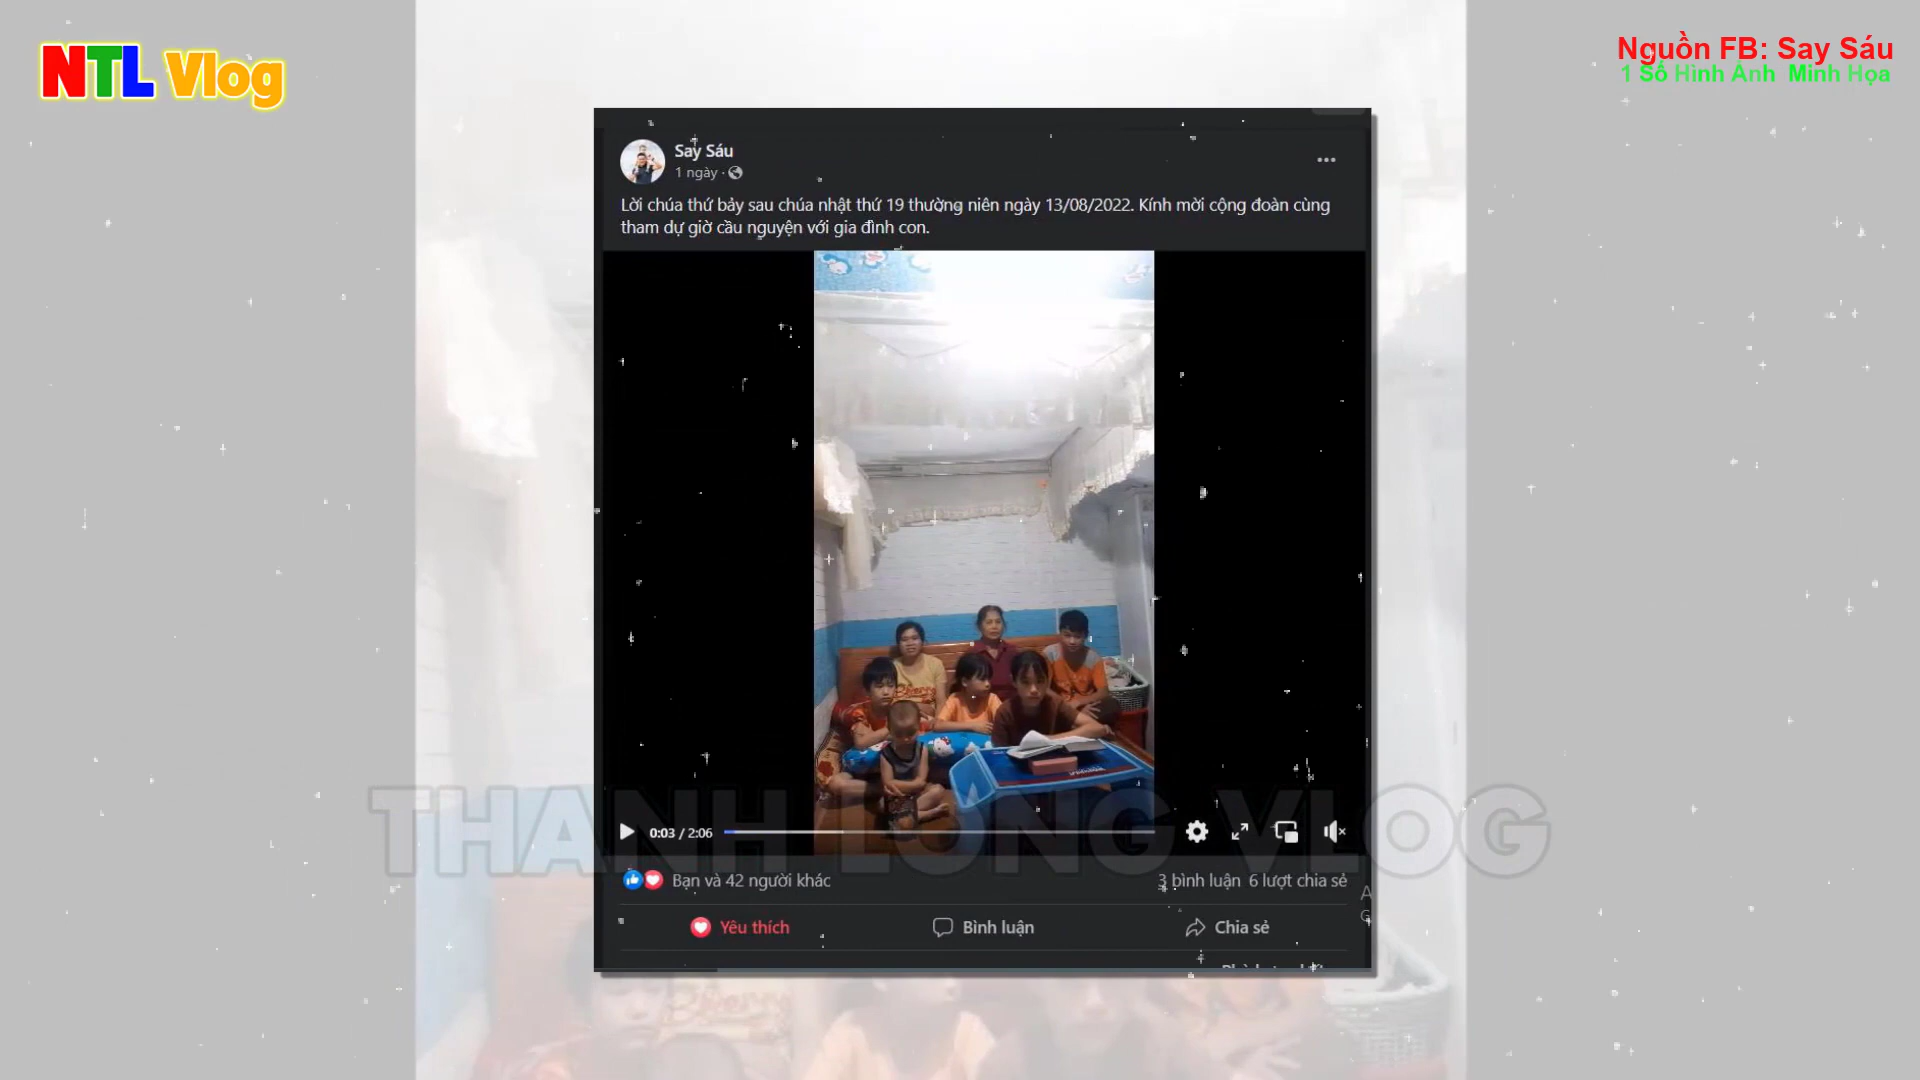 NTL Vlog
Nguồn FB: Say Sáu
1 Số Hình Ảnh Minh Họa
Say Sáu
1 ngày ·
Lời chúa thứ bảy sau chúa nhật thứ 19 thường niên ngày 13/08/2022. Kính mời cộng đoàn cùng
tham dự giờ cầu nguyện với gia đình con.
THANH LONG VLOG
0:03 / 2:06
Bạn và 42 người khác
3 bình luận 6 lượt chia sẻ
Yêu thích
Bình luận
Chia sẻ